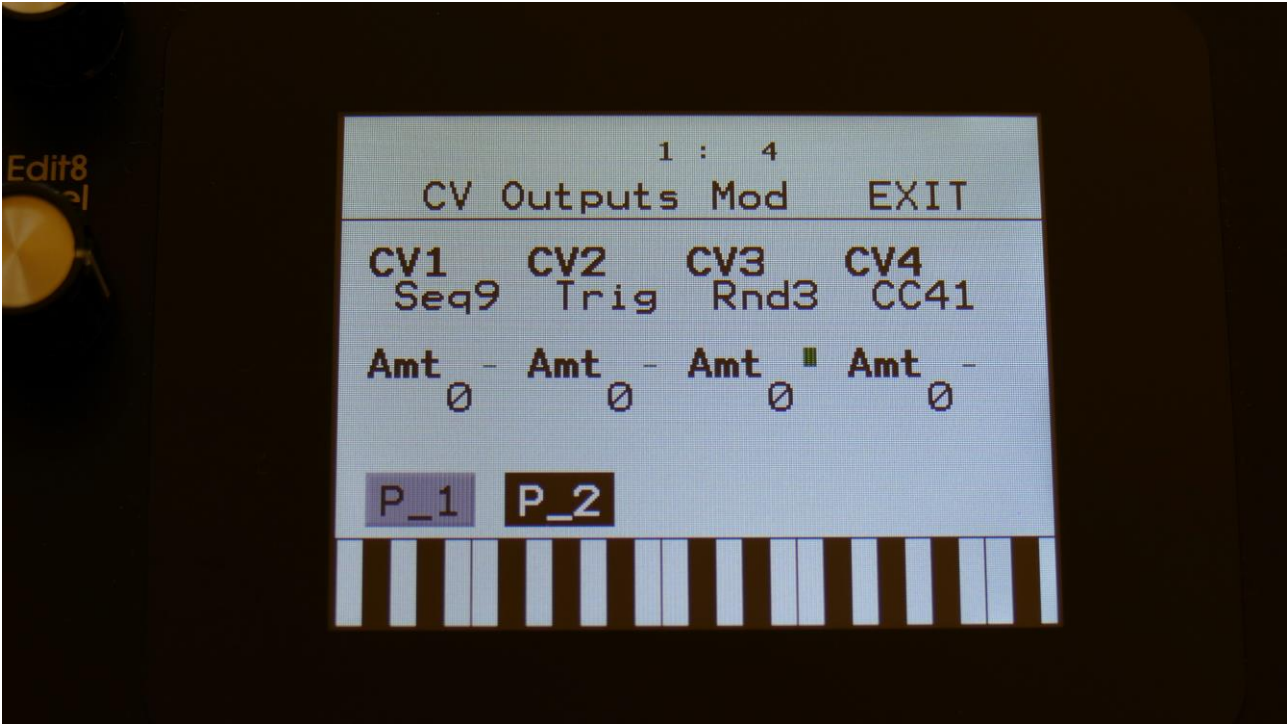 Edit8
1 : 4
CV Outputs Mod EXIT
CV1 CV2 CV3 CV4
Seq9 Trig Rnd3 CC41
Amt - Amt - Amt Amt -
0 0 0 0
P_1 P_2